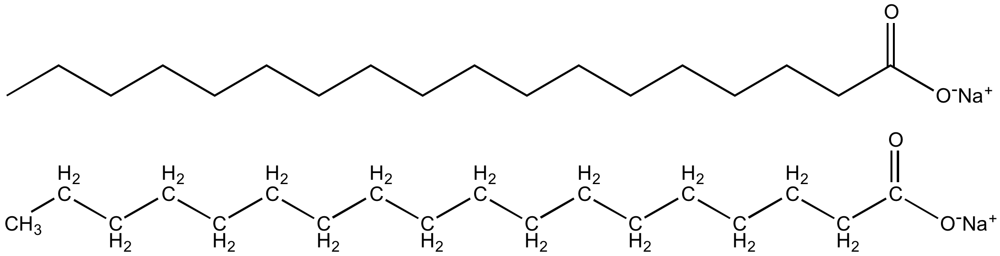 O
O⁻Na⁺
O
H₂ H₂ H₂ H₂ H₂ H₂ H₂ H₂
C C C C C C C C C
CH₃ C C C C C C C C O⁻Na⁺
H₂ H₂ H₂ H₂ H₂ H₂ H₂ H₂